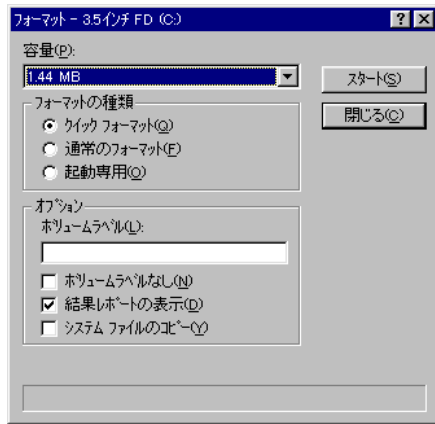 フォーマット - 3.5インチ FD (C:)
容量(P):
1.44 MB
スタート(S)
閉じる(C)
フォーマットの種類
クイック フォーマット(Q)
通常のフォーマット(F)
起動専用(O)
オプション
ボリュームラベル(L):
ボリュームラベルなし(N)
結果レポートの表示(D)
システム ファイルのコピー(Y)